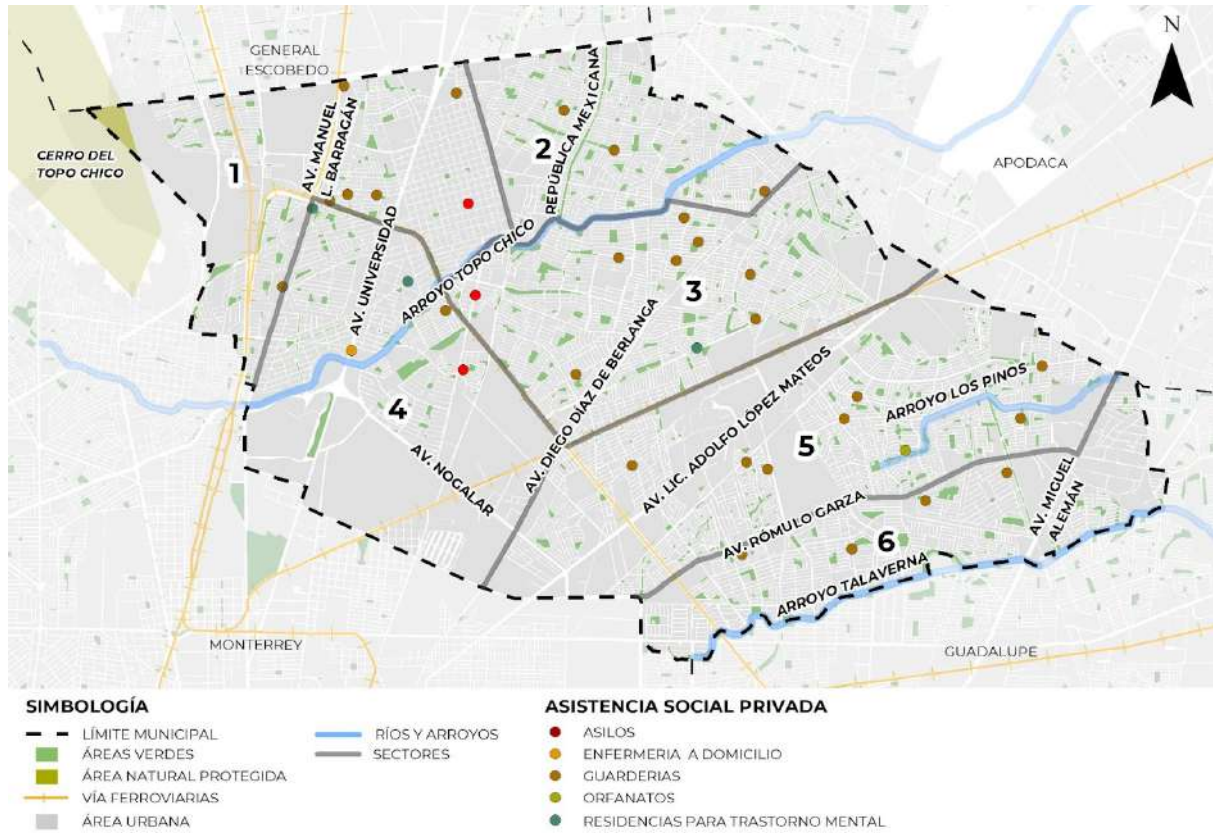 N
GENERAL
ESCOBEDO
AV. MANUEL
L. BARRAGÁN
REPÚBLICA MEXICANA
CERRO DEL
TOPO CHICO
1
2
APODACA
AV. UNIVERSIDAD
ARROYO TOPO CHICO
3
AV. DIEGO DÍAZ DE BERLANGA
AV. LIC. ADOLFO LÓPEZ MATEOS
ARROYO LOS PINOS
4
5
AV. NOGALAR
AV. RÓMULO GARZA
AV. MIGUEL
ALEMÁN
6
ARROYO TALAVERNA
MONTERREY
GUADALUPE
SIMBOLOGÍA
LÍMITE MUNICIPAL
ÁREAS VERDES
ÁREA NATURAL PROTEGIDA
VÍA FERROVIARIAS
ÁREA URBANA
RÍOS Y ARROYOS
SECTORES
ASISTENCIA SOCIAL PRIVADA
ASILOS
ENFERMERIA A DOMICILIO
GUARDERIAS
ORFANATOS
RESIDENCIAS PARA TRASTORNO MENTAL